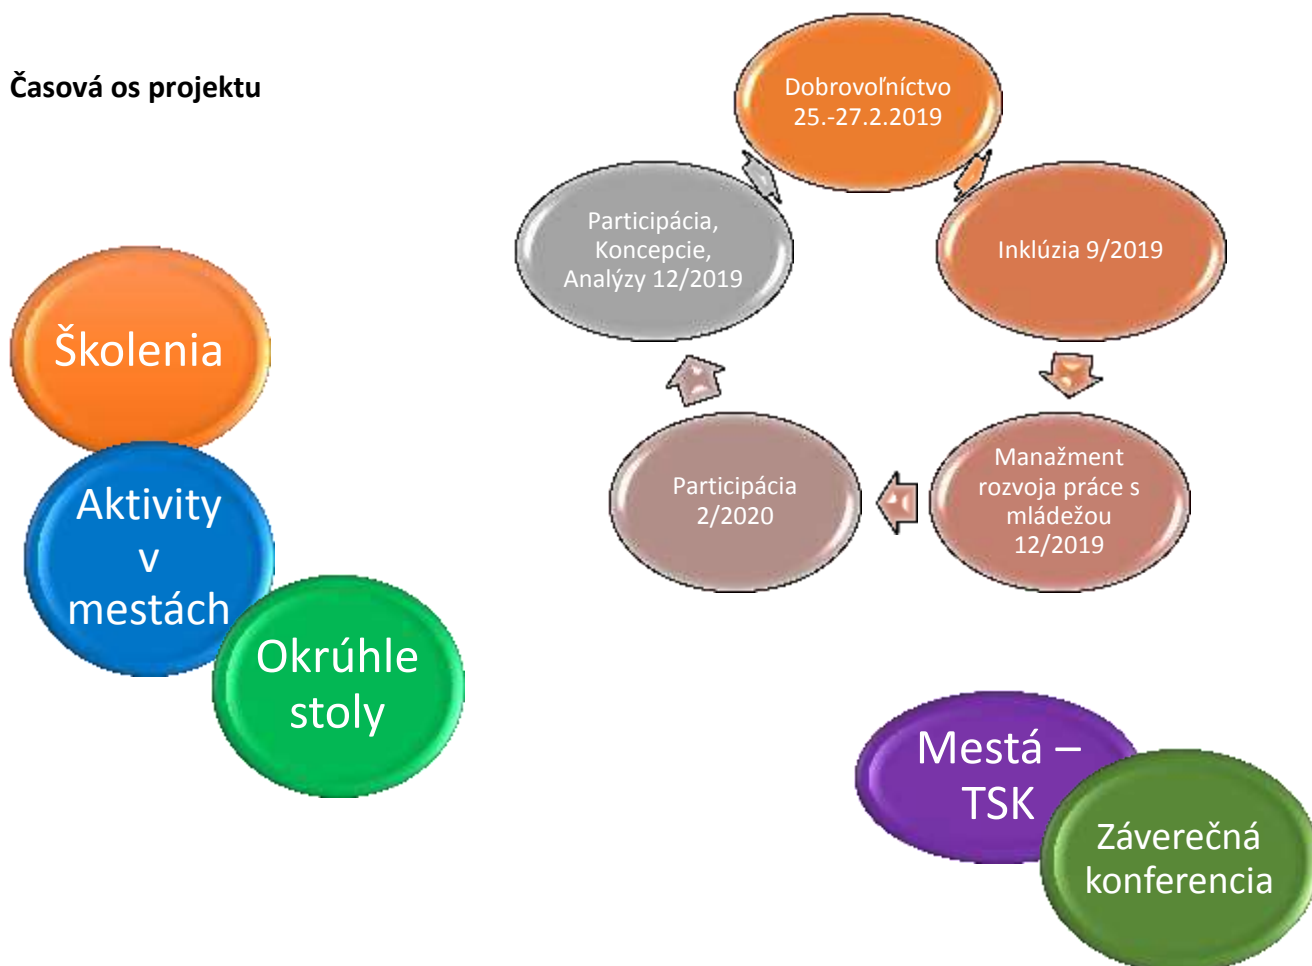 Časová os projektu
Dobrovoľníctvo
25.-27.2.2019
Inklúzia 9/2019
Manažment
rozvoja práce s
mládežou
12/2019
Participácia
2/2020
Participácia,
Koncepcie,
Analýzy 12/2019
Školenia
Aktivity
v
mestách
Okrúhle
stoly
Mestá –
TSK
Záverečná
konferencia